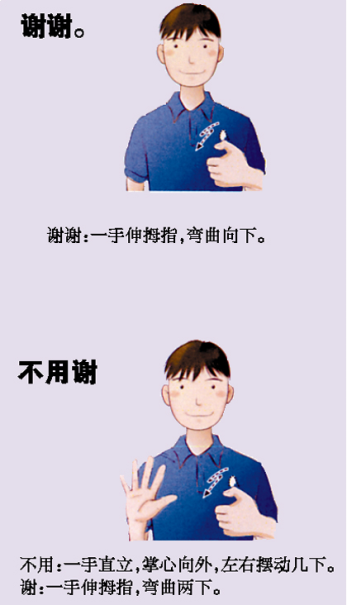 谢谢。
谢谢:一手伸拇指,弯曲向下。
不用谢
不用:一手直立,掌心向外,左右摆动几下。
谢:一手伸拇指,弯曲两下。